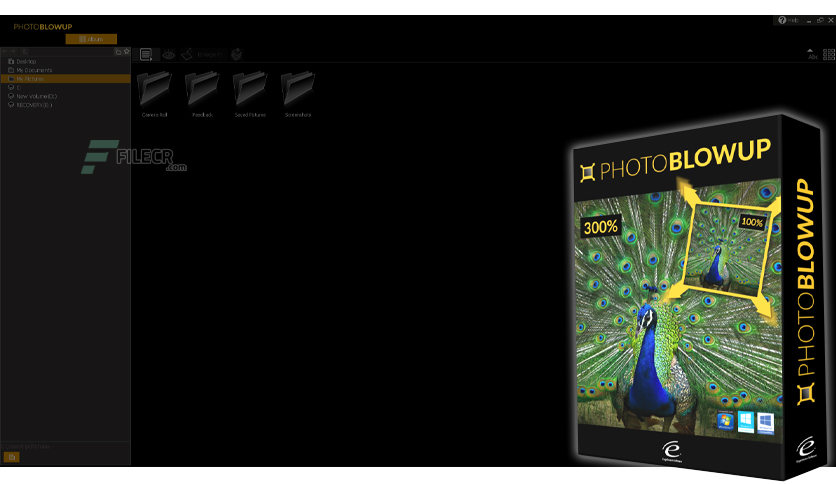 PHOTOBLOWUP
Album
Help
Desktop
My Documents
My Pictures
New Volume (D:)
RECOVERY (E:)
Camera Roll
Feedback
Saved Pictures
Screenshots
FILECR
.com
PHOTOBLOWUP
300%
100%
PHOTOBLOWUP